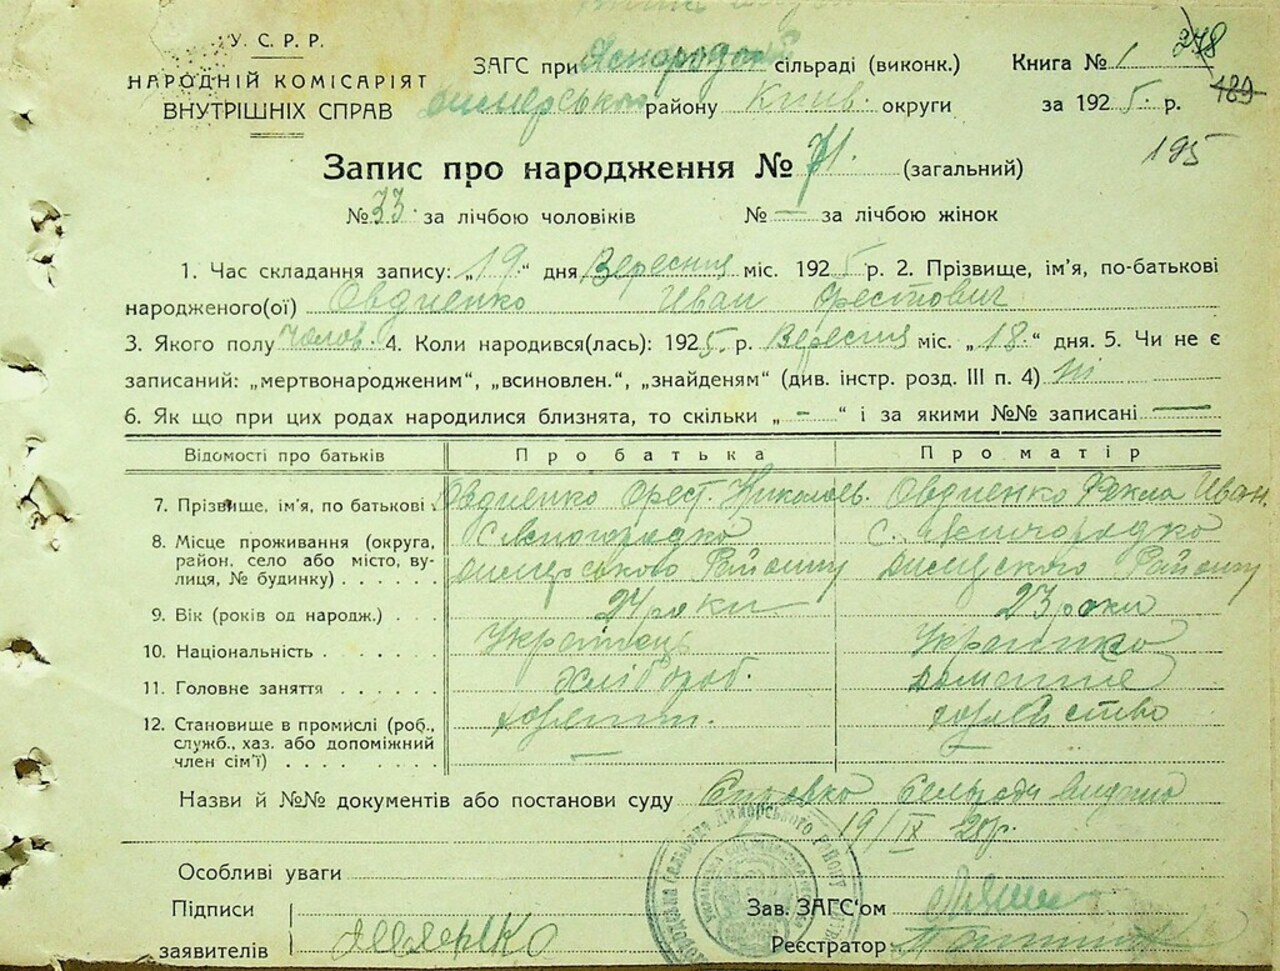 У. С. Р. Р.
НАРОДНІЙ КОМІСАРІЯТ
ВНУТРІШНІХ СПРАВ
ЗАГС при сільраді (виконк.)
Книга № 1
278
189
району Київ. округи
за 1925. р.
195
Запис про народження № 71. (загальний)
№ 33 за лічбою чоловіків № — за лічбою жінок
1. Час складання запису: „19.“ дня Вересня міс. 1925 р. 2. Прізвище, ім'я, по-батькові
народженого(ої) Овдиенко Иван Орестович
3. Якого полу Чолов. 4. Коли народився(лась): 1925. р. Вересня міс. „18.“ дня. 5. Чи не є
записаний: „мертвонародженим“, „всиновлен.“, „знайденям“ (див. інстр. розд. III п. 4) Ні
6. Як що при цих родах народилися близнята, то скільки „ - “ і за якими №№ записані —
Відомості про батьків Про батька Про матір
7. Прізвище, ім'я, по батькові Овдиенко Орест. Николаев. Овдиенко Фекла Иван.
8. Місце проживання (округа,
район, село або місто, ву-
лиця, № будинку)
9. Вік (років од народж.) 24 роки 23 роки
10. Національність Українець Українка
11. Головне заняття Хлібороб. домашне
12. Становище в промислі (роб.,
служб., хаз. або допоміжний
член сім'ї)
Назви й №№ документів або постанови суду
19/IX 25р.
Особливі уваги
Підписи
заявителів
Зав. ЗАГС'ом
Реєстратор